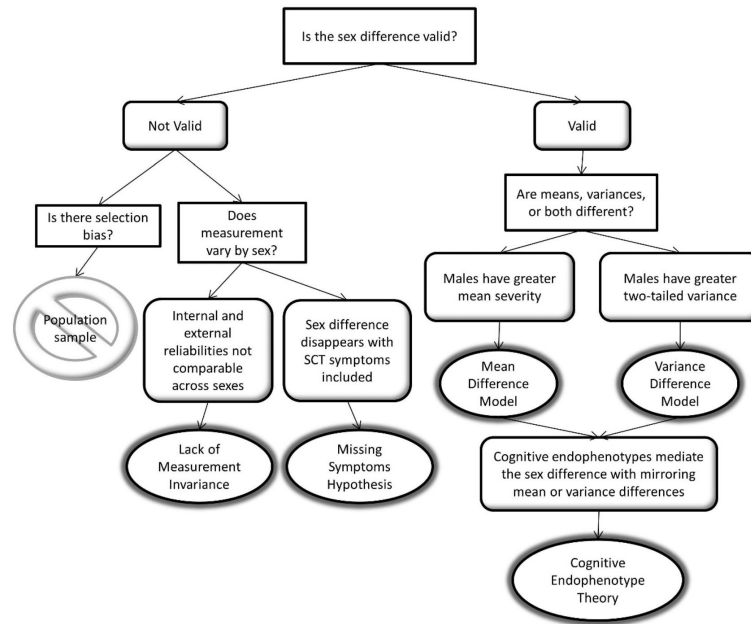 Is the sex difference valid?
Not Valid
Valid
Is there selection
bias?
Does
measurement
vary by sex?
Are means, variances,
or both different?
Population
sample
Internal and
external
reliabilities not
comparable
across sexes
Sex difference
disappears with
SCT symptoms
included
Males have greater
mean severity
Males have greater
two-tailed variance
Mean
Difference
Model
Variance
Difference
Model
Lack of
Measurement
Invariance
Missing
Symptoms
Hypothesis
Cognitive endophenotypes mediate
the sex difference with mirroring
mean or variance differences
Cognitive
Endophenotype
Theory